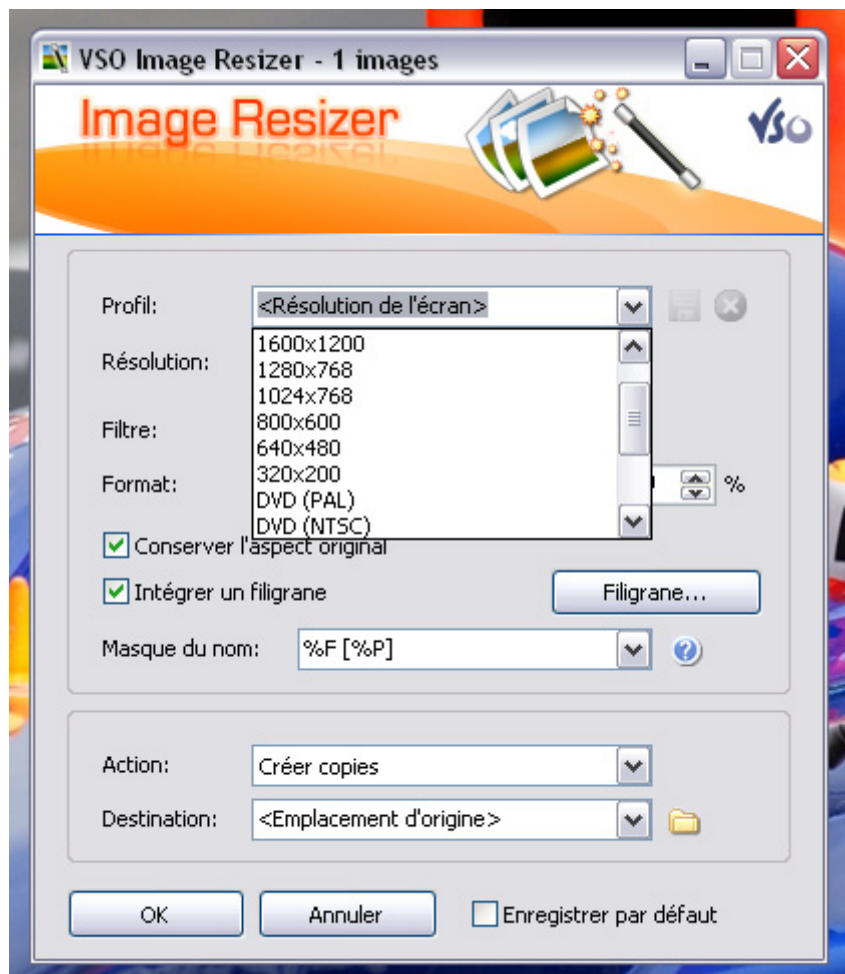 VSO Image Resizer - 1 images
Image Resizer
VSO
Profil:
<Résolution de l'écran>
Résolution:
1600x1200
1280x768
1024x768
800x600
640x480
320x200
DVD (PAL)
DVD (NTSC)
Filtre:
Format:
%
Conserver l'aspect original
Intégrer un filigrane
Filigrane...
Masque du nom:
%F [%P]
Action:
Créer copies
Destination:
<Emplacement d'origine>
OK
Annuler
Enregistrer par défaut